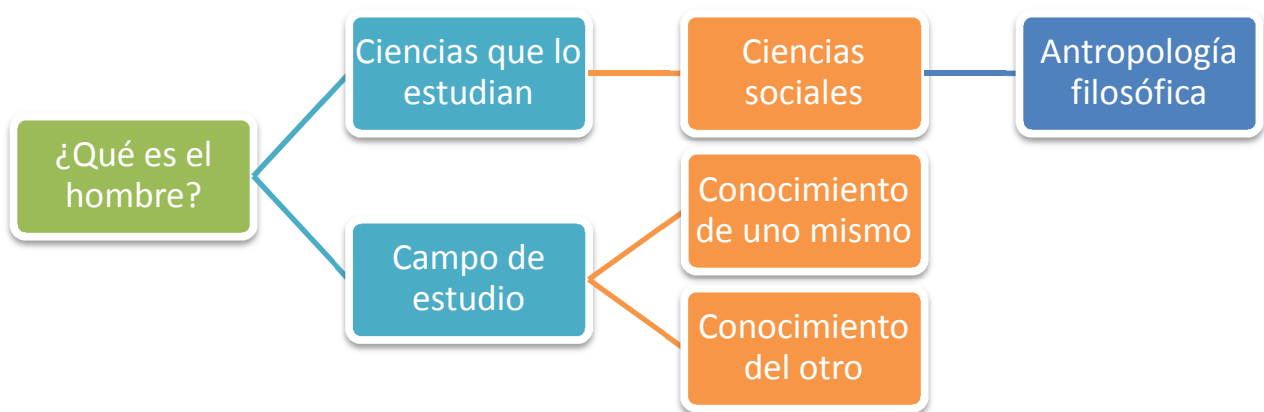 ¿Qué es el
hombre?
Ciencias que lo
estudian
Ciencias
sociales
Antropología
filosófica
Campo de
estudio
Conocimiento
de uno mismo
Conocimiento
del otro